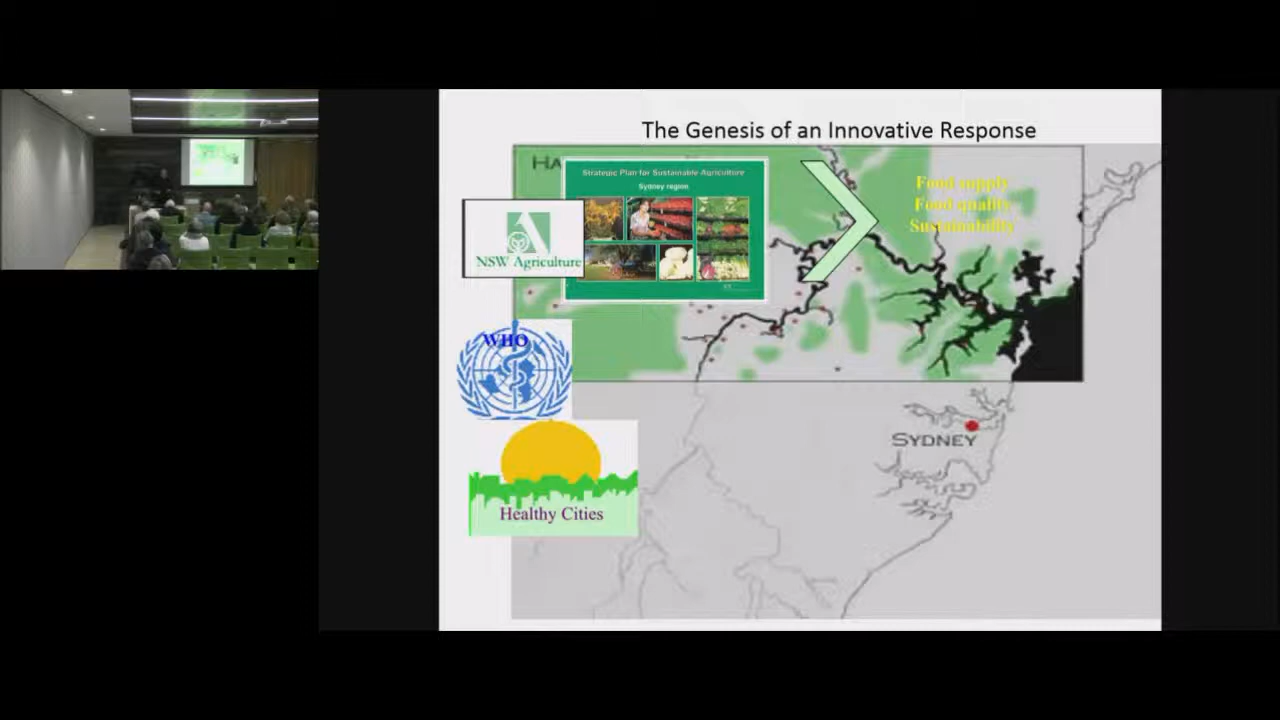 The Genesis of an Innovative Response
HA
Strategic Plan for Sustainable Agriculture
Sydney region
Food supply
Food quality
Sustainability
NSW Agriculture
WHO
SYDNEY
Healthy Cities